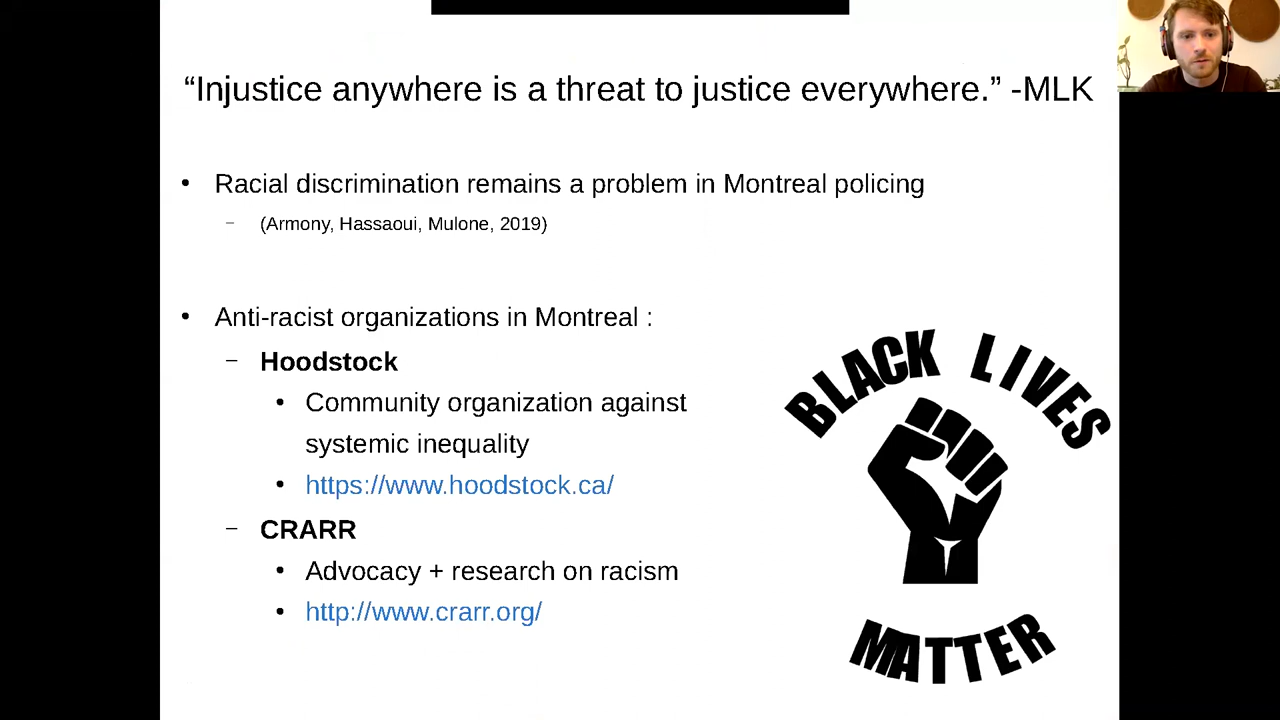 “Injustice anywhere is a threat to justice everywhere.” -MLK
• Racial discrimination remains a problem in Montreal policing
– (Armony, Hassaoui, Mulone, 2019)
• Anti-racist organizations in Montreal :
– Hoodstock
• Community organization against
systemic inequality
• https://www.hoodstock.ca/
– CRARR
• Advocacy + research on racism
• http://www.crarr.org/
BLACK LIVES
MATTER